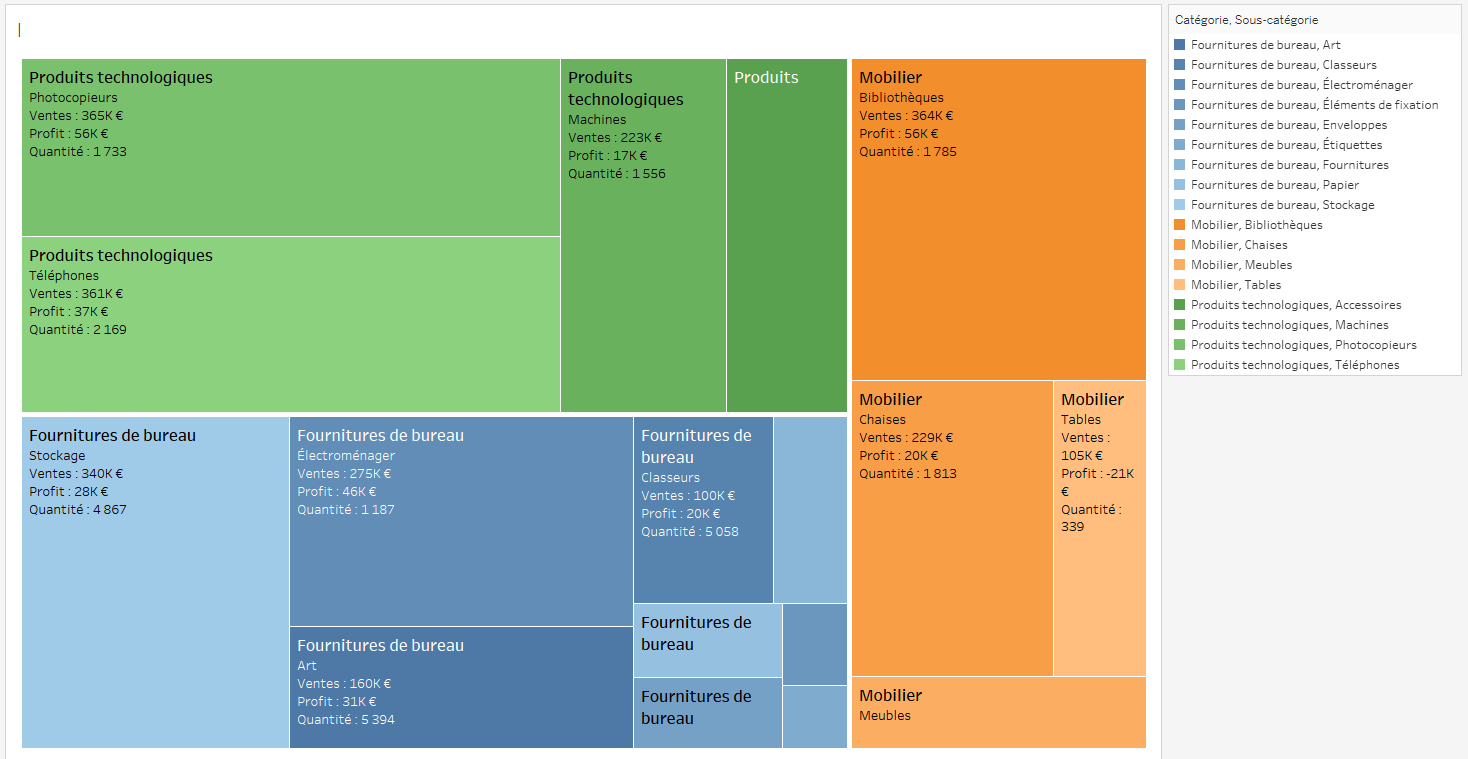 Produits technologiques
Photocopieurs
Ventes : 365K €
Profit : 56K €
Quantité : 1 733
Produits technologiques
Téléphones
Ventes : 361K €
Profit : 37K €
Quantité : 2 169
Produits
technologiques
Machines
Ventes : 223K €
Profit : 17K €
Quantité : 1 556
Produits
Mobilier
Bibliothèques
Ventes : 364K €
Profit : 56K €
Quantité : 1 785
Fournitures de bureau
Stockage
Ventes : 340K €
Profit : 28K €
Quantité : 4 867
Fournitures de bureau
Électroménager
Ventes : 275K €
Profit : 46K €
Quantité : 1 187
Fournitures de bureau
Art
Ventes : 160K €
Profit : 31K €
Quantité : 5 394
Fournitures de
bureau
Classeurs
Ventes : 100K €
Profit : 20K €
Quantité : 5 058
Fournitures de
bureau
Fournitures de
bureau
Mobilier
Chaises
Ventes : 229K €
Profit : 20K €
Quantité : 1 813
Mobilier
Tables
Ventes :
105K €
Profit : -21K
€
Quantité :
339
Mobilier
Meubles
Catégorie, Sous-catégorie
Fournitures de bureau, Art
Fournitures de bureau, Classeurs
Fournitures de bureau, Électroménager
Fournitures de bureau, Éléments de fixation
Fournitures de bureau, Enveloppes
Fournitures de bureau, Étiquettes
Fournitures de bureau, Fournitures
Fournitures de bureau, Papier
Fournitures de bureau, Stockage
Mobilier, Bibliothèques
Mobilier, Chaises
Mobilier, Meubles
Mobilier, Tables
Produits technologiques, Accessoires
Produits technologiques, Machines
Produits technologiques, Photocopieurs
Produits technologiques, Téléphones